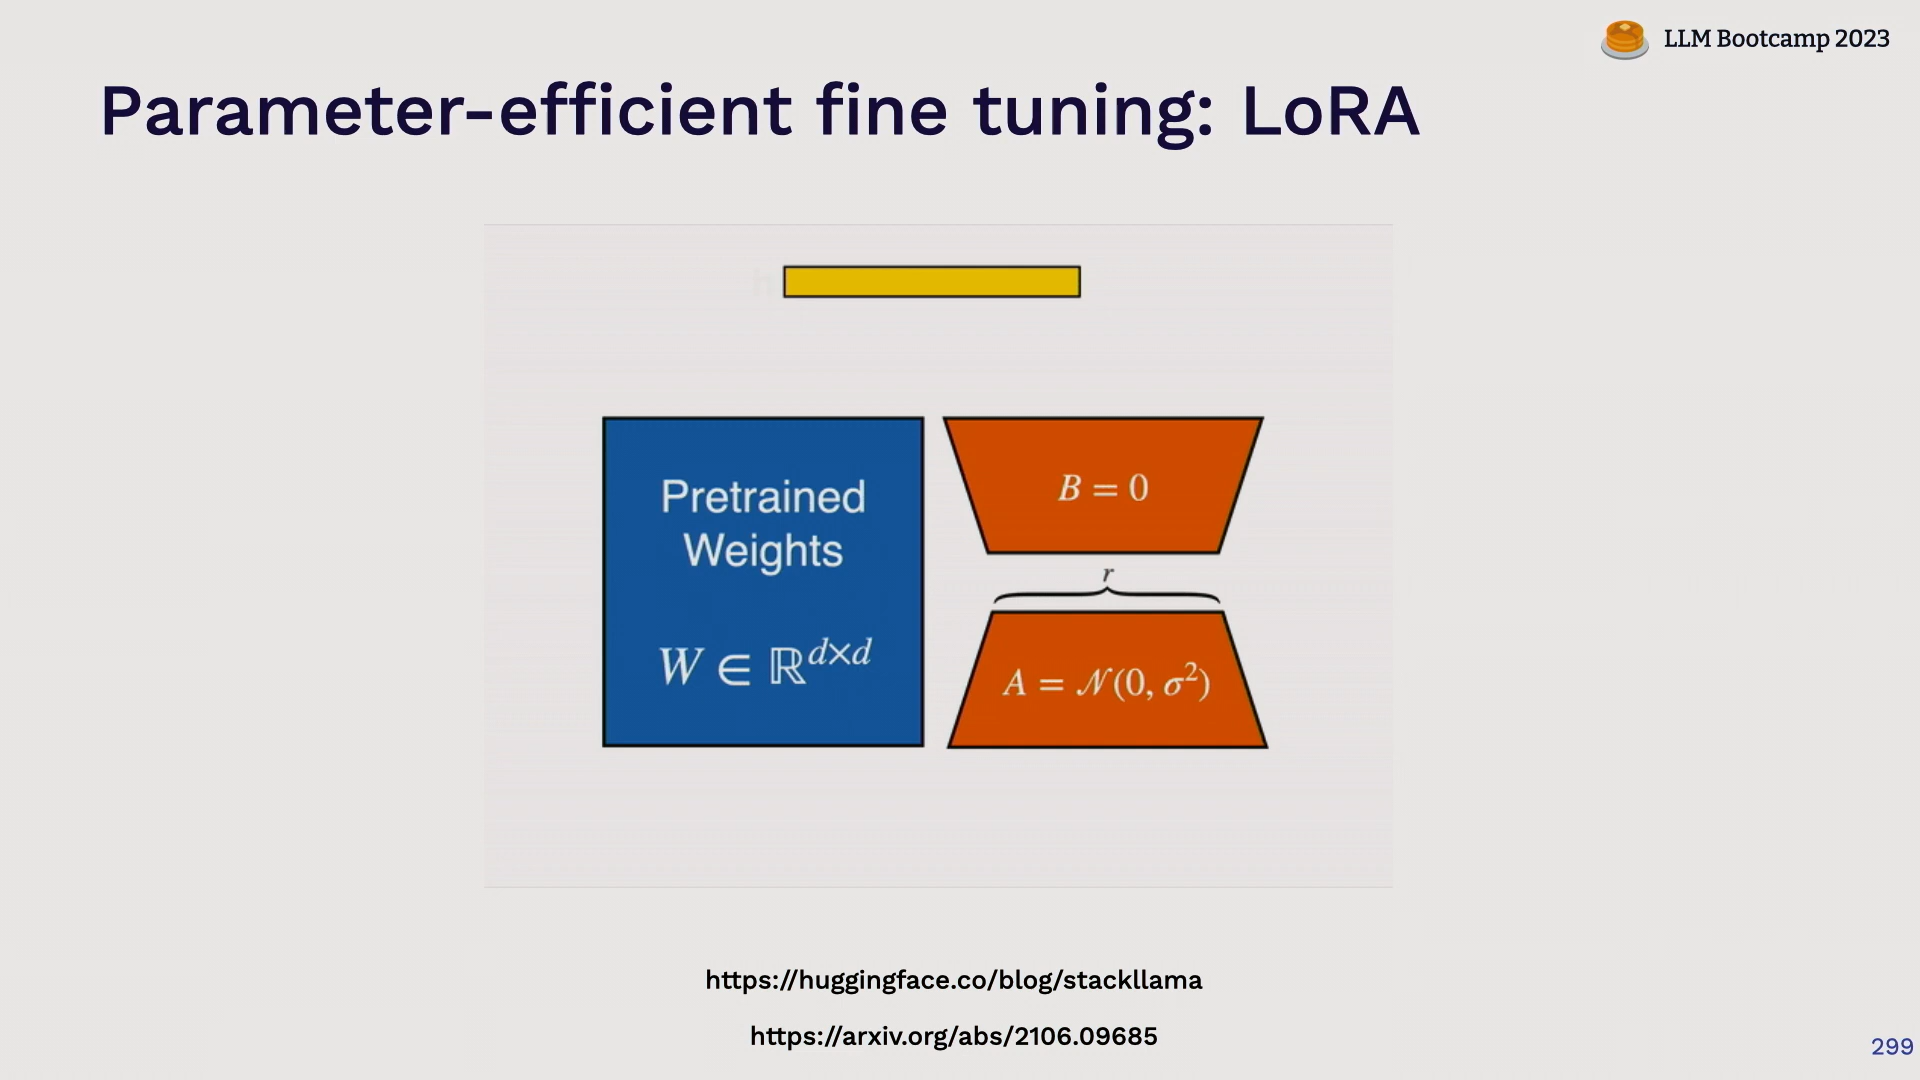 LLM Bootcamp 2023
Parameter-efficient fine tuning: LoRA
h
Pretrained
Weights
W ∈ ℝ^{d×d}
B = 0
r
A = 𝒩(0, σ²)
https://huggingface.co/blog/stackllama
https://arxiv.org/abs/2106.09685
299